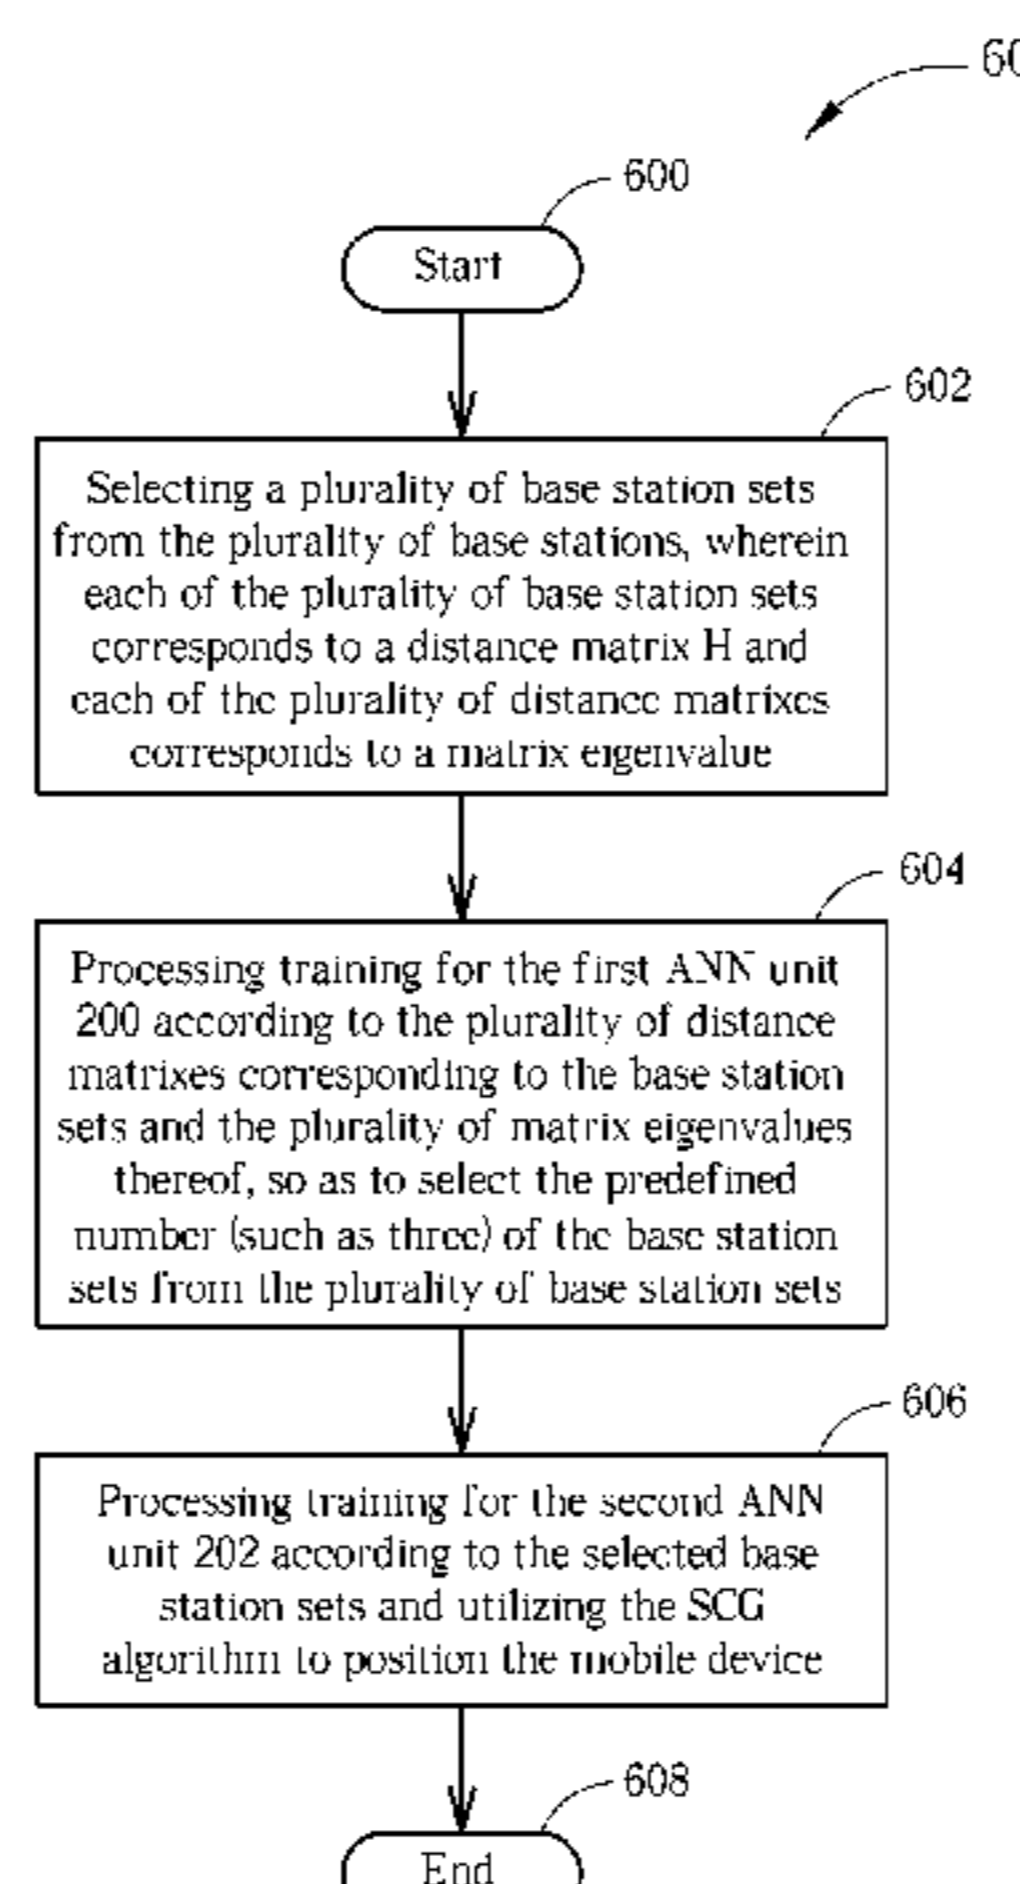 600
Start
602
Selecting a plurality of base station sets
from the plurality of base stations, wherein
each of the plurality of base station sets
corresponds to a distance matrix H and
each of the plurality of distance matrixes
corresponds to a matrix eigenvalue
604
Processing training for the first ANN unit
200 according to the plurality of distance
matrixes corresponding to the base station
sets and the plurality of matrix eigenvalues
thereof, so as to select the predefined
number (such as three) of the base station
sets from the plurality of base station sets
606
Processing training for the second ANN
unit 202 according to the selected base
station sets and utilizing the SCG
algorithm to position the mobile device
608
End